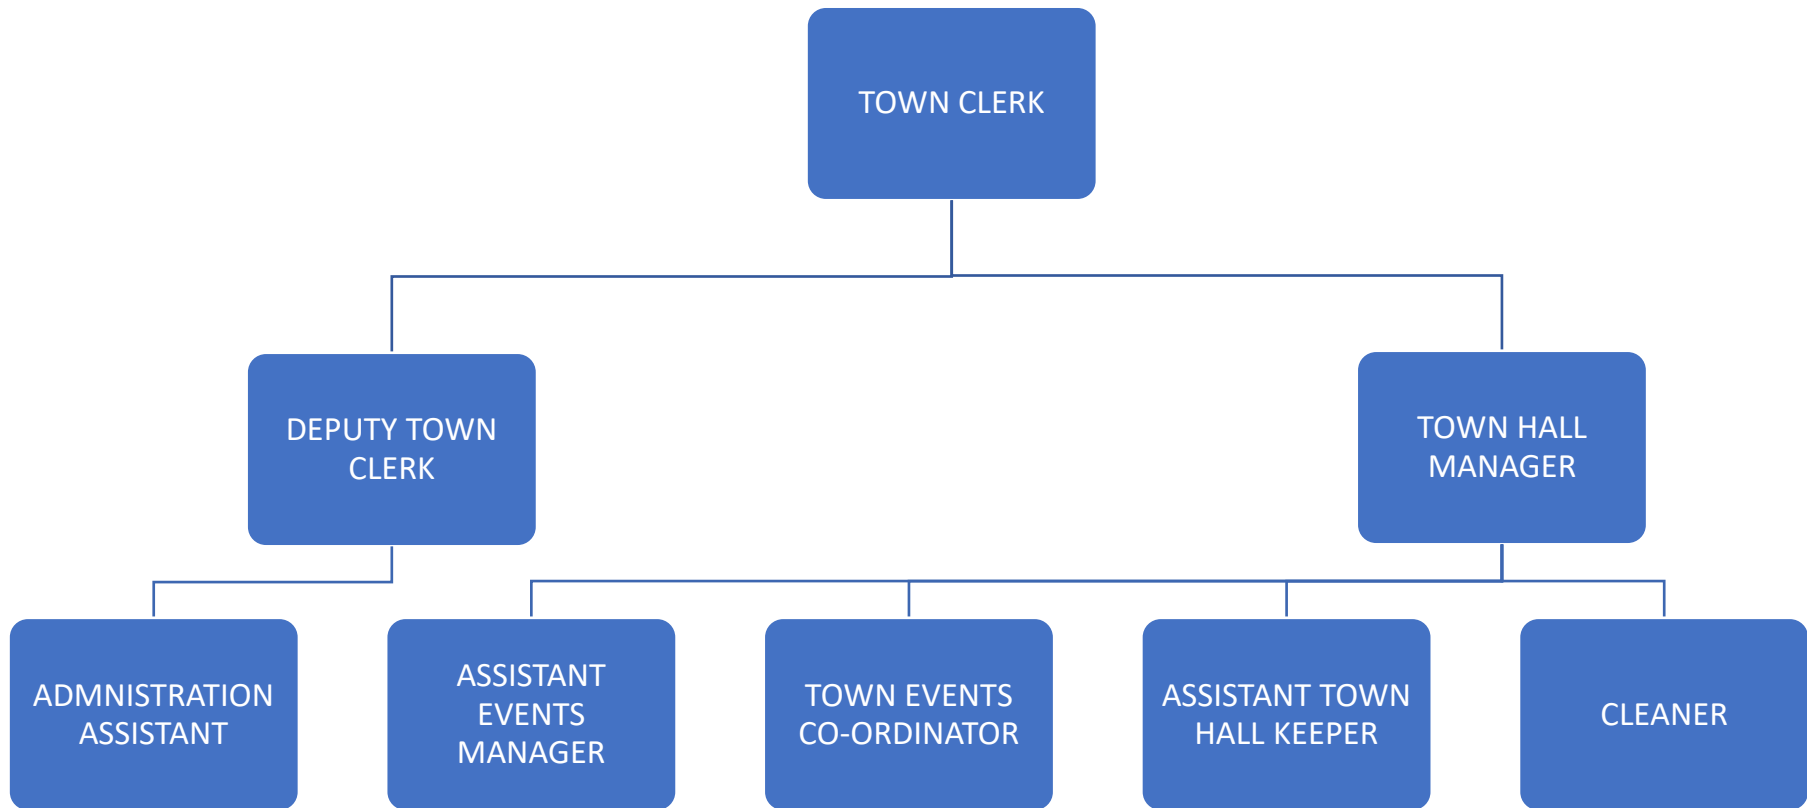 TOWN CLERK
DEPUTY TOWN
CLERK
TOWN HALL
MANAGER
ADMNISTRATION
ASSISTANT
ASSISTANT
EVENTS
MANAGER
TOWN EVENTS
CO-ORDINATOR
ASSISTANT TOWN
HALL KEEPER
CLEANER